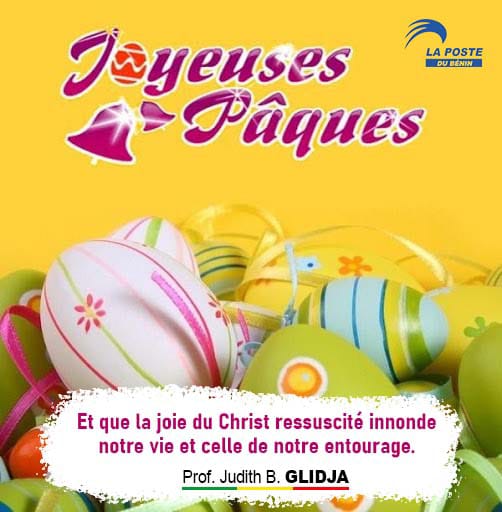 LA POSTE
DU BÉNIN
Joyeuses
Pâques
Et que la joie du Christ ressuscité innonde
notre vie et celle de notre entourage.
Prof. Judith B. GLIDJA